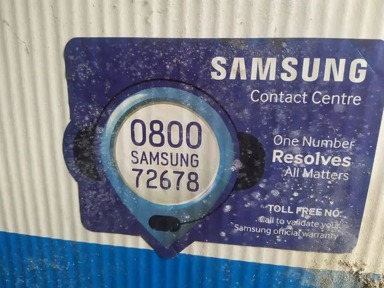 SAMSUNG
Contact Centre
0800
SAMSUNG
72678
One Number
Resolves
All Matters
TOLL FREE NO.
Call to validate your
Samsung official warranty